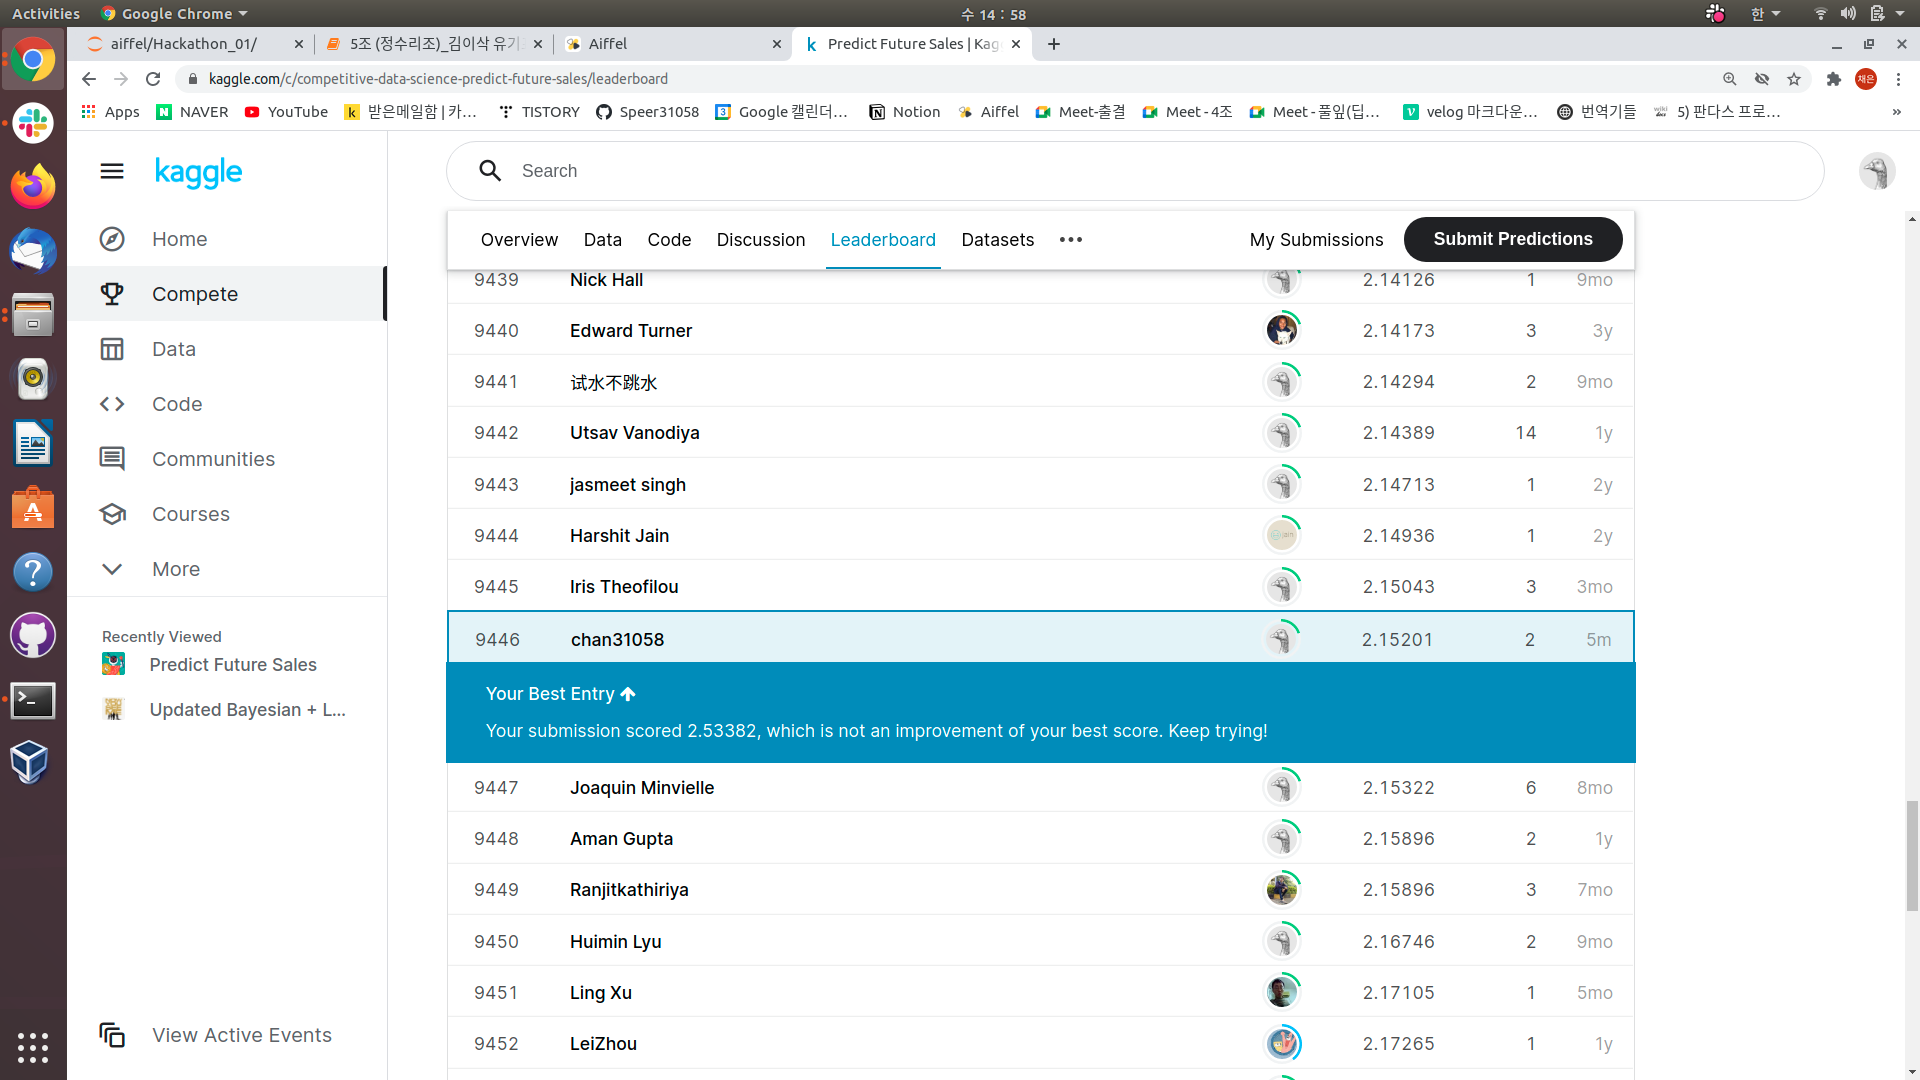 Activities
Google Chrome
수 14 : 58
한
aiffel/Hackathon_01/
5조 (정수리조)_김이삭 유기
Aiffel
Predict Future Sales | Kag
kaggle.com/c/competitive-data-science-predict-future-sales/leaderboard
채은
Apps
NAVER
YouTube
받은메일함 | 카…
TISTORY
Speer31058
Google 캘린더…
Notion
Aiffel
Meet-출결
Meet - 4조
Meet - 풀잎(딥…
velog 마크다운…
번역기들
5) 판다스 프로…
kaggle
Search
Overview
Data
Code
Discussion
Leaderboard
Datasets
My Submissions
Submit Predictions
Home
Compete
Data
Code
Communities
Courses
More
Recently Viewed
Predict Future Sales
Updated Bayesian + L...
View Active Events
9439 Nick Hall 2.14126 1 9mo
9440 Edward Turner 2.14173 3 3y
9441 试水不跳水 2.14294 2 9mo
9442 Utsav Vanodiya 2.14389 14 1y
9443 jasmeet singh 2.14713 1 2y
9444 Harshit Jain 2.14936 1 2y
9445 Iris Theofilou 2.15043 3 3mo
9446 chan31058 2.15201 2 5m
Your Best Entry
Your submission scored 2.53382, which is not an improvement of your best score. Keep trying!
9447 Joaquin Minvielle 2.15322 6 8mo
9448 Aman Gupta 2.15896 2 1y
9449 Ranjitkathiriya 2.15896 3 7mo
9450 Huimin Lyu 2.16746 2 9mo
9451 Ling Xu 2.17105 1 5mo
9452 LeiZhou 2.17265 1 1y